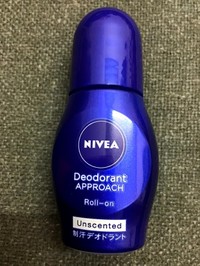 NIVEA
Deodorant
APPROACH
Roll-on
Unscented
制汗デオドラント